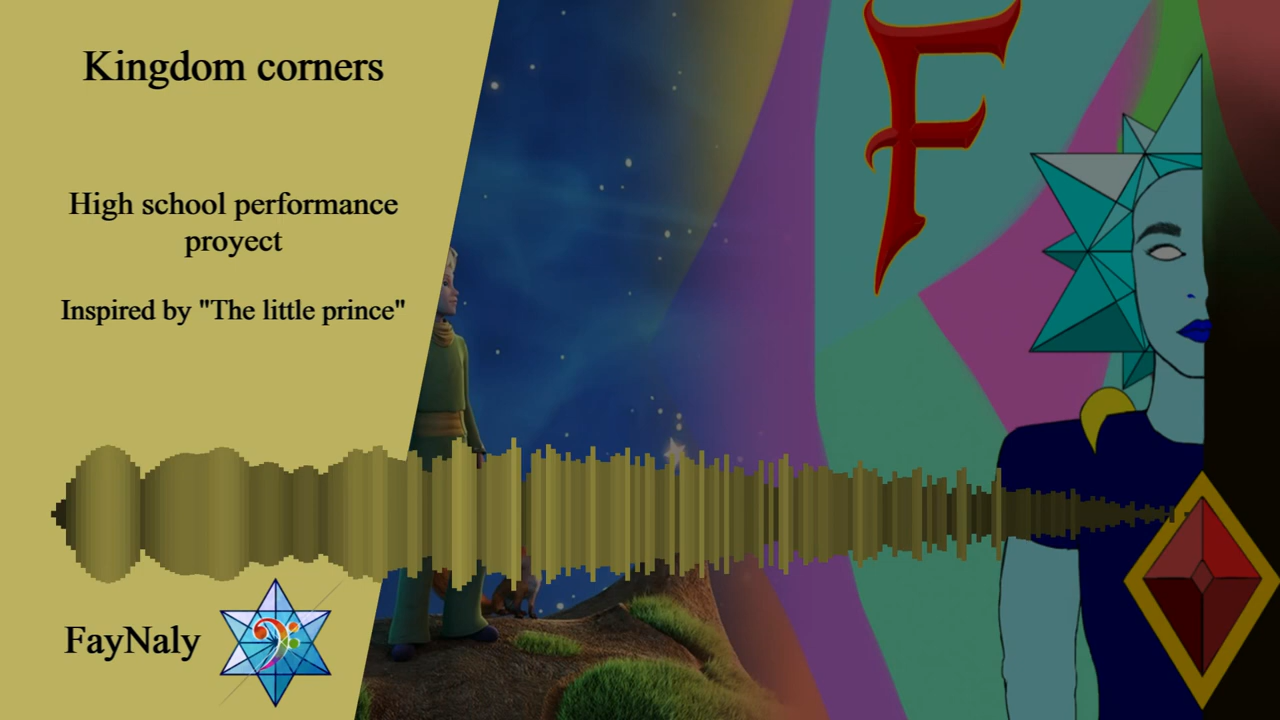 Kingdom corners
High school performance
proyect
Inspired by "The little prince"
FayNaly
F